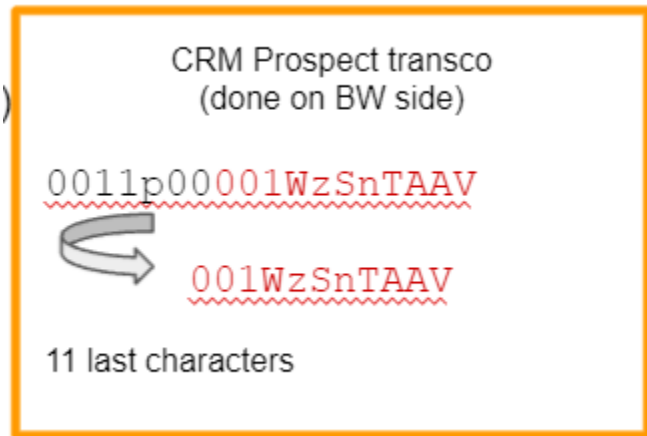 CRM Prospect transco
(done on BW side)
)
0011p00001WzSnTAAV
001WzSnTAAV
11 last characters